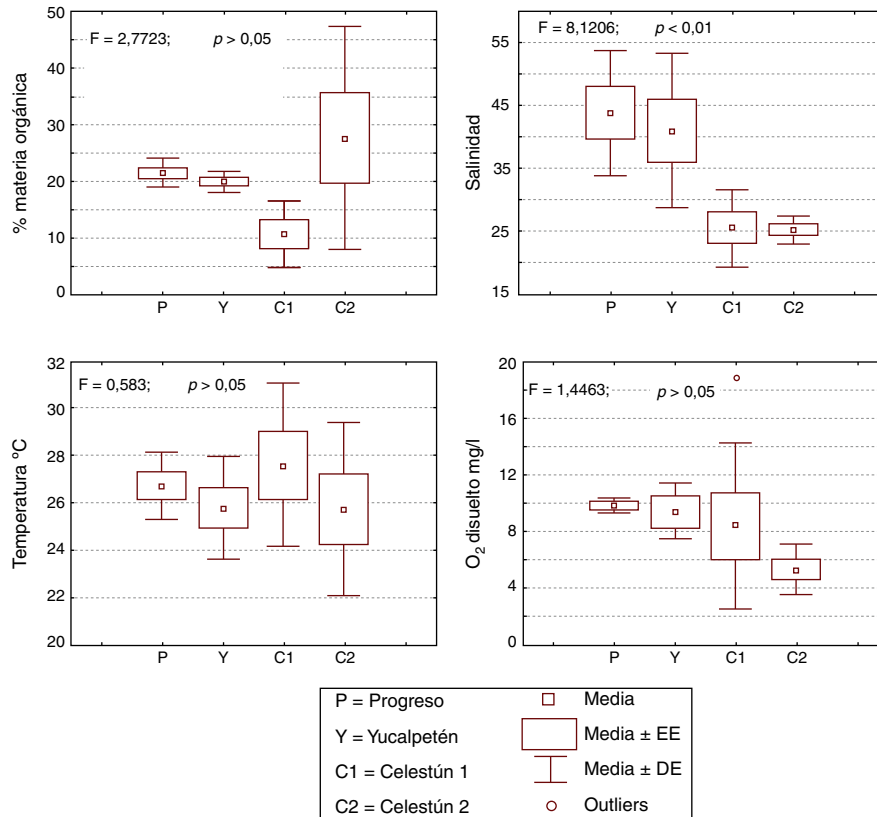 F = 2,7723; p > 0,05
% materia orgánica
50
40
30
20
10
0
P Y C1 C2
F = 8,1206; p < 0,01
Salinidad
55
45
35
25
15
P Y C1 C2
F = 0,583; p > 0,05
Temperatura °C
32
30
28
26
24
22
20
P Y C1 C2
F = 1,4463; p > 0,05
O2 disuelto mg/l
20
16
12
8
4
0
P Y C1 C2
P = Progreso
Y = Yucalpetén
C1 = Celestún 1
C2 = Celestún 2
Media
Media ± EE
Media ± DE
Outliers